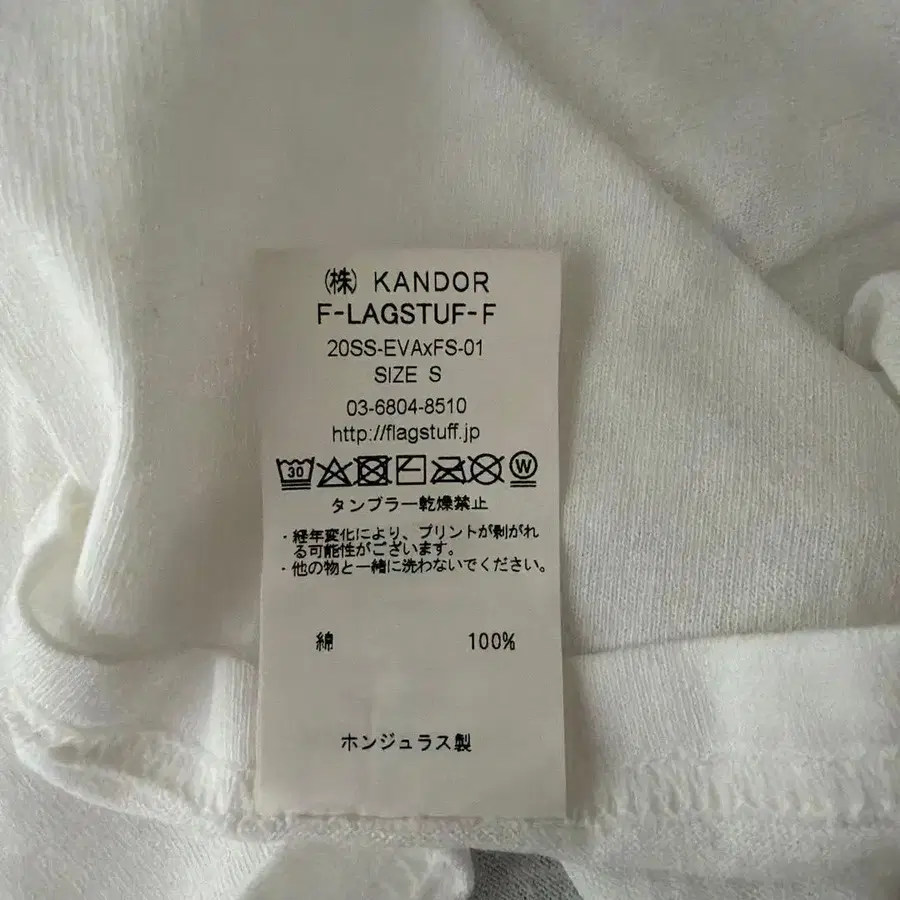 (株) KANDOR
F-LAGSTUF-F
20SS-EVAxFS-01
SIZE S
03-6804-8510
http://flagstuff.jp
30 W
タンブラー乾燥禁止
・経年変化により、プリントが剥がれ
る可能性がございます。
・他の物と一緒に洗わないでください。
綿 100%
ホンジュラス製